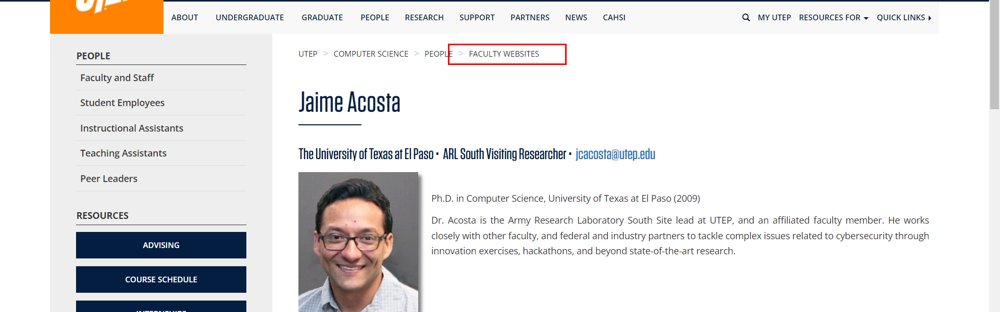 ABOUT UNDERGRADUATE GRADUATE PEOPLE RESEARCH SUPPORT PARTNERS NEWS CAHSI MY UTEP RESOURCES FOR QUICK LINKS
PEOPLE
Faculty and Staff
Student Employees
Instructional Assistants
Teaching Assistants
Peer Leaders
RESOURCES
ADVISING
COURSE SCHEDULE
UTEP > COMPUTER SCIENCE > PEOPLE > FACULTY WEBSITES
Jaime Acosta
The University of Texas at El Paso • ARL South Visiting Researcher • jcacosta@utep.edu
Ph.D. in Computer Science, University of Texas at El Paso (2009)
Dr. Acosta is the Army Research Laboratory South Site lead at UTEP, and an affiliated faculty member. He works
closely with other faculty, and federal and industry partners to tackle complex issues related to cybersecurity through
innovation exercises, hackathons, and beyond state-of-the-art research.